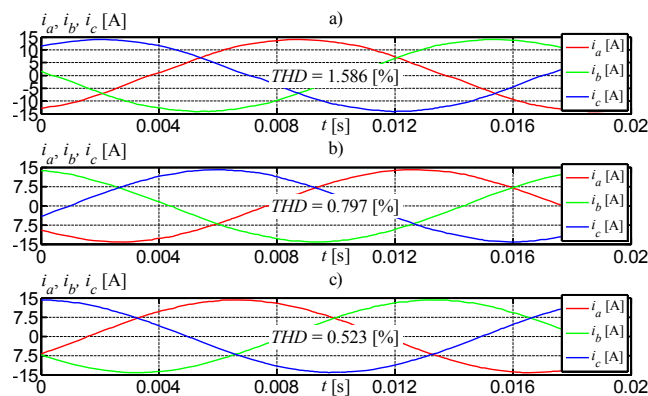 i_a, i_b, i_c [A]
a)
15
10
5
0
-5
-10
-15
THD = 1.586 [%]
i_a [A]
i_b [A]
i_c [A]
0 0.004 0.008 0.012 0.016 0.02
t [s]
i_a, i_b, i_c [A]
b)
15
7.5
0
-7.5
-15
THD = 0.797 [%]
i_a [A]
i_b [A]
i_c [A]
0 0.004 0.008 0.012 0.016 0.02
t [s]
i_a, i_b, i_c [A]
c)
15
7.5
0
-7.5
-15
THD = 0.523 [%]
i_a [A]
i_b [A]
i_c [A]
0 0.004 0.008 0.012 0.016 0.02
t [s]